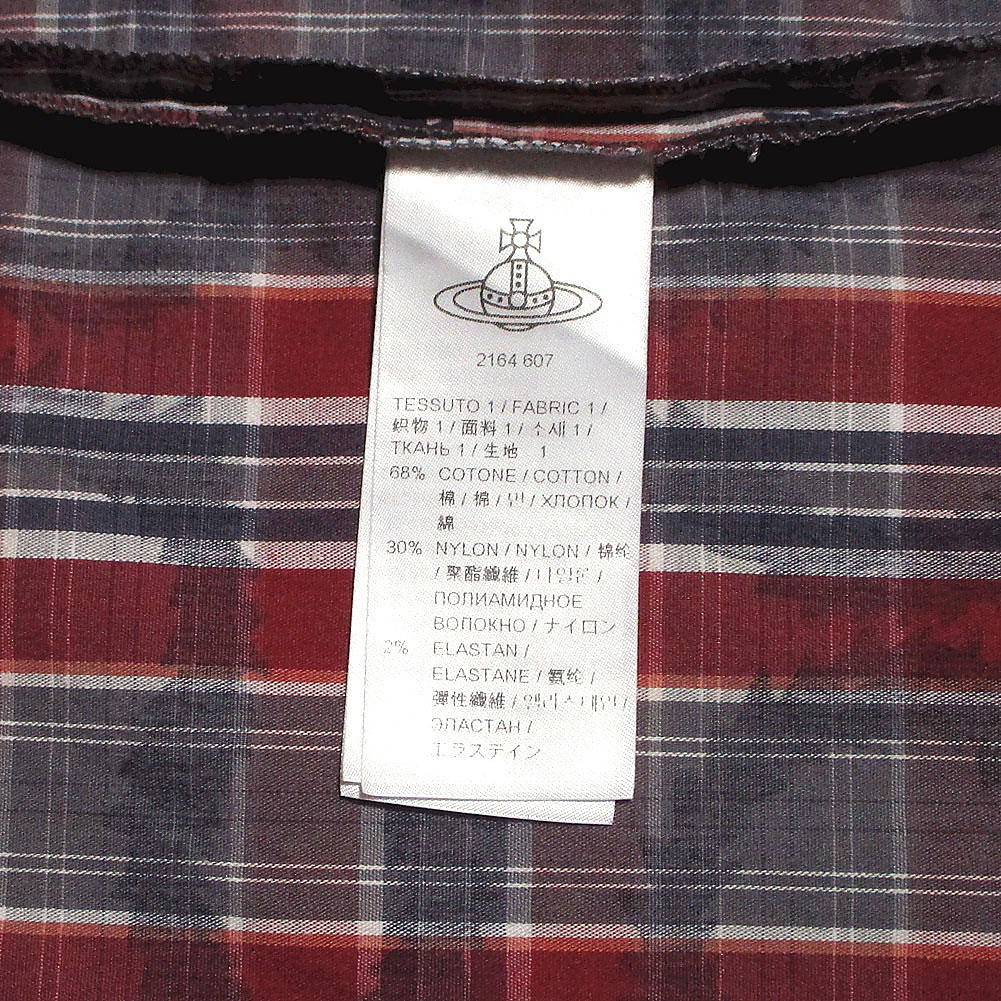 2164 607
TESSUTO 1 / FABRIC 1 /
织物 1 / 面料 1 / 소재 1 /
ТКАНЬ 1 / 生地 1
68% COTONE / COTTON /
棉 / 棉 / 면 / ХЛОПОК /
綿
30% NYLON / NYLON / 锦纶
/ 聚酯纖維 / 나일론 /
ПОЛИАМИДНОЕ
ВОЛОКНО / ナイロン
2% ELASTAN /
ELASTANE / 氨纶 /
彈性纖維 / /
ЭЛАСТАН /
エラステイン